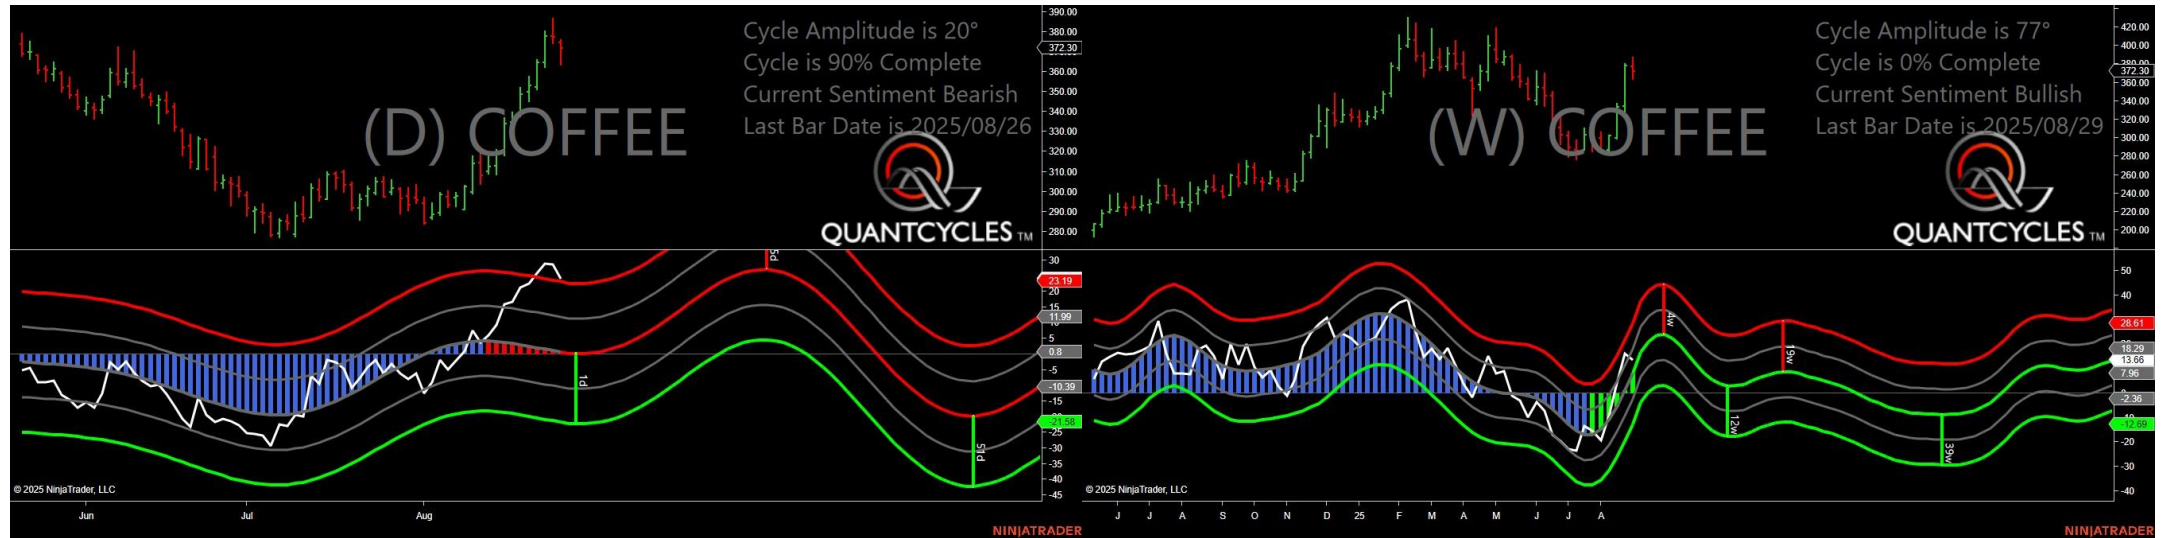 Cycle Amplitude is 20°
Cycle is 90% Complete
Current Sentiment Bearish
Last Bar Date is 2025/08/26
(D) COFFEE
QUANTCYCLES TM
390.00
380.00
372.30
360.00
350.00
340.00
330.00
320.00
310.00
300.00
290.00
280.00
30
23.19
20
15
11.99
0.8
-5
-10.39
-15
-21.58
-25
-30
-35
-40
-45
5d
1d
51d
© 2025 NinjaTrader, LLC
Jun
Jul
Aug
NINJATRADER
Cycle Amplitude is 77°
Cycle is 0% Complete
Current Sentiment Bullish
Last Bar Date is 2025/08/29
(W) COFFEE
QUANTCYCLES TM
420.00
400.00
372.30
360.00
340.00
320.00
300.00
280.00
260.00
240.00
220.00
200.00
50
40
28.61
18.29
13.66
7.96
-2.36
-12.69
-20
-30
-40
4w
12w
19w
39w
© 2025 NinjaTrader, LLC
J J A S O N D 25 F M A M J J A
NINJATRADER